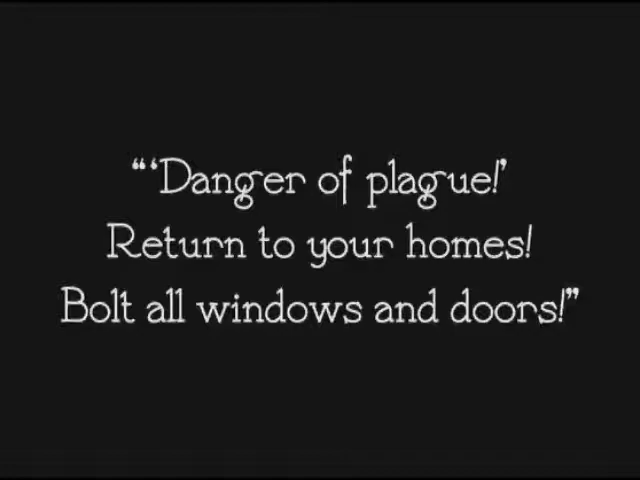 “‘Danger of plague!’
Return to your homes!
Bolt all windows and doors!”